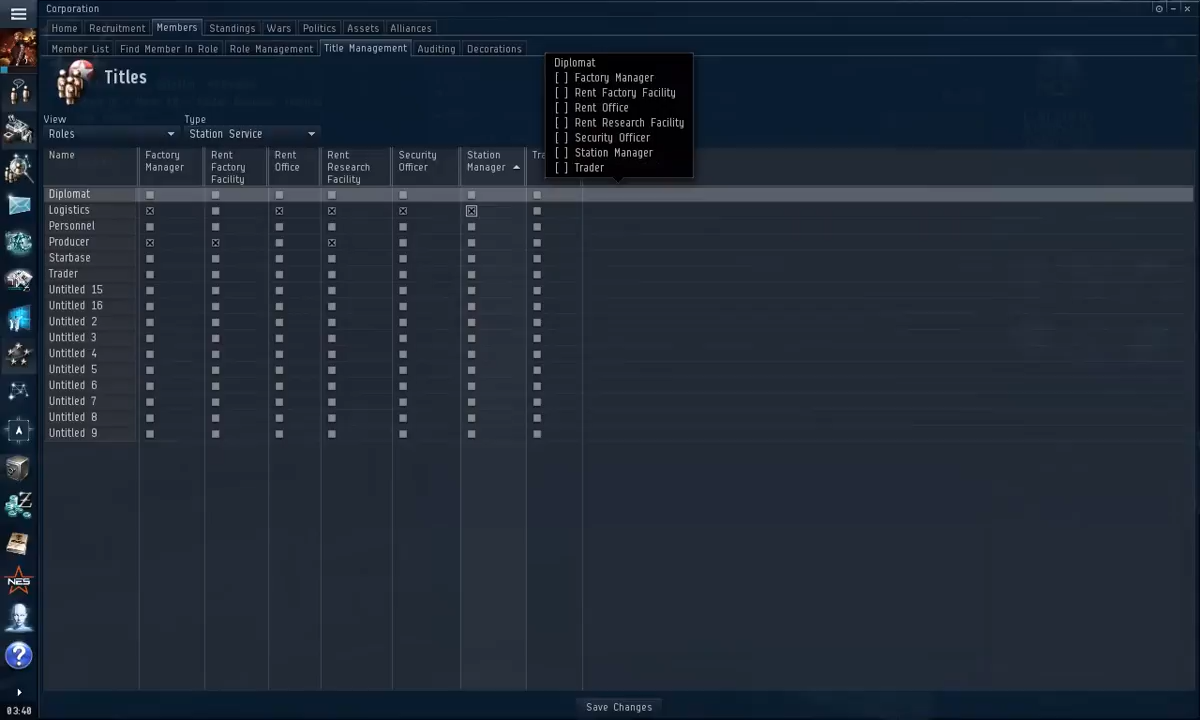 Corporation
Home Recruitment Members Standings Wars Politics Assets Alliances
Member List Find Member In Role Role Management Title Management Auditing Decorations
Titles
Diplomat
[ ] Factory Manager
[ ] Rent Factory Facility
[ ] Rent Office
[ ] Rent Research Facility
[ ] Security Officer
[ ] Station Manager
[ ] Trader
View Type
Roles Station Service
Name Factory Manager Rent Factory Facility Rent Office Rent Research Facility Security Officer Station Manager
Diplomat
Logistics
Personnel
Producer
Starbase
Trader
Untitled 15
Untitled 16
Untitled 2
Untitled 3
Untitled 4
Untitled 5
Untitled 6
Untitled 7
Untitled 8
Untitled 9
Save Changes
NES
03:40